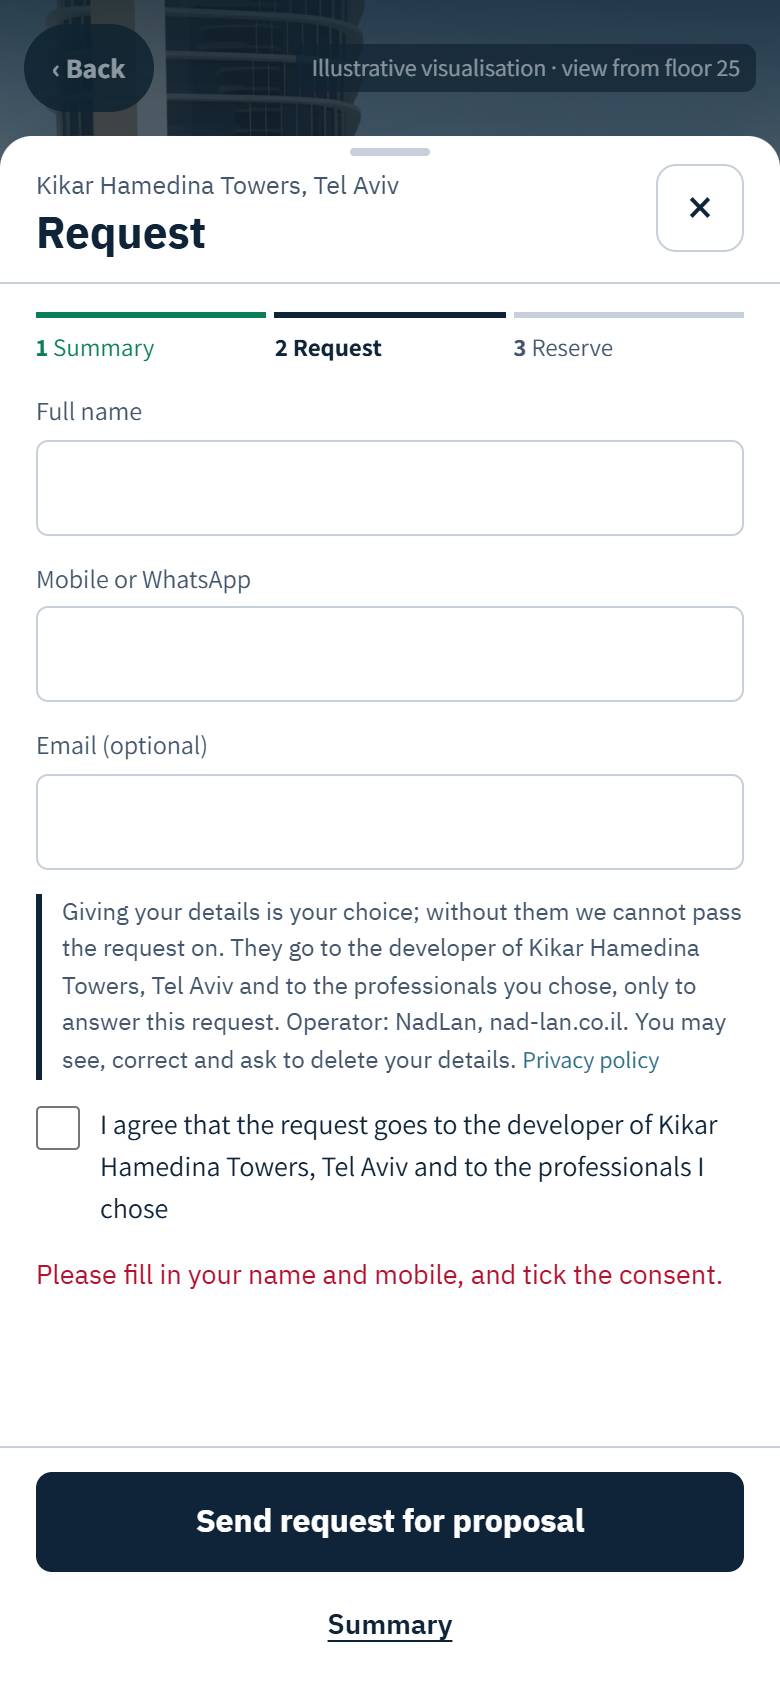 ‹ Back
Illustrative visualisation · view from floor 25
Kikar Hamedina Towers, Tel Aviv
Request
×
1 Summary
2 Request
3 Reserve
Full name
Mobile or WhatsApp
Email (optional)
Giving your details is your choice; without them we cannot pass
the request on. They go to the developer of Kikar Hamedina
Towers, Tel Aviv and to the professionals you chose, only to
answer this request. Operator: NadLan, nad-lan.co.il. You may
see, correct and ask to delete your details. Privacy policy
I agree that the request goes to the developer of Kikar
Hamedina Towers, Tel Aviv and to the professionals I
chose
Please fill in your name and mobile, and tick the consent.
Send request for proposal
Summary